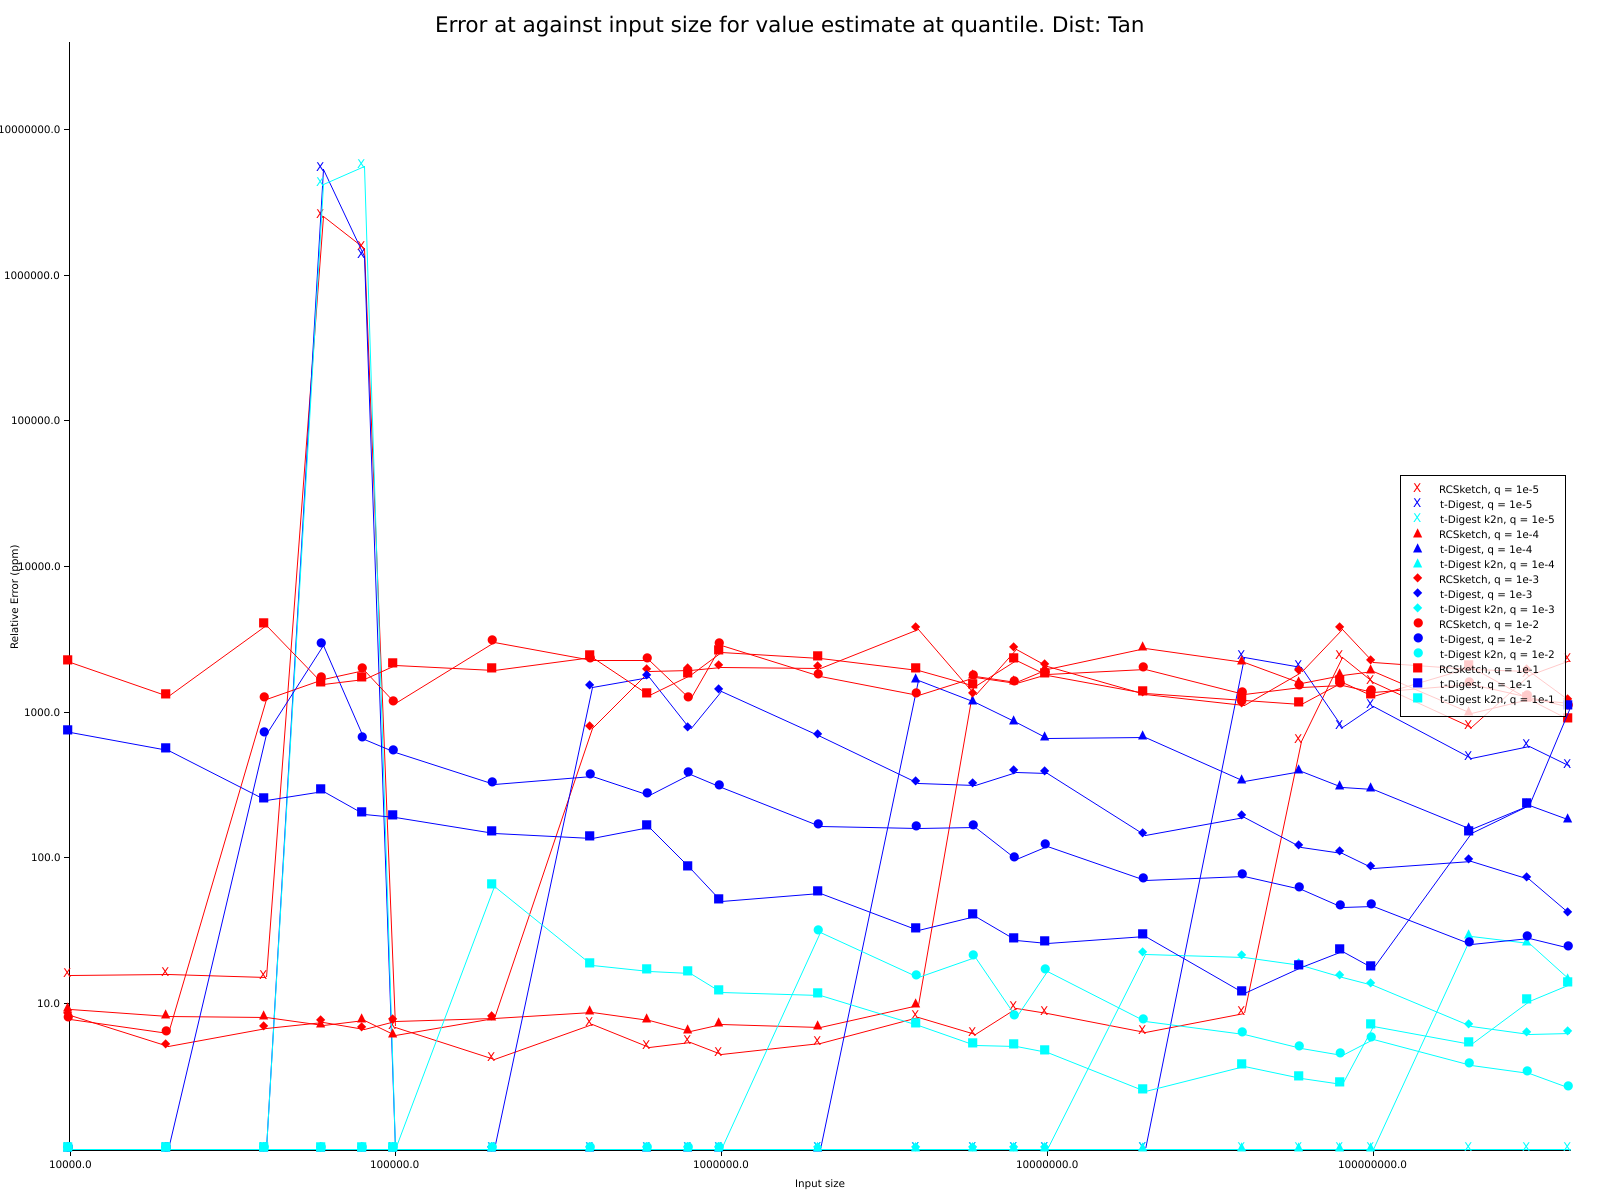 Error at against input size for value estimate at quantile. Dist: Tan
10000000.0
1000000.0
100000.0
10000.0
1000.0
100.0
10.0
Relative Error (ppm)
RCSketch, q = 1e-5
t-Digest, q = 1e-5
t-Digest k2n, q = 1e-5
RCSketch, q = 1e-4
t-Digest, q = 1e-4
t-Digest k2n, q = 1e-4
RCSketch, q = 1e-3
t-Digest, q = 1e-3
t-Digest k2n, q = 1e-3
RCSketch, q = 1e-2
t-Digest, q = 1e-2
t-Digest k2n, q = 1e-2
RCSketch, q = 1e-1
t-Digest, q = 1e-1
t-Digest k2n, q = 1e-1
10000.0 100000.0 1000000.0 10000000.0 100000000.0
Input size